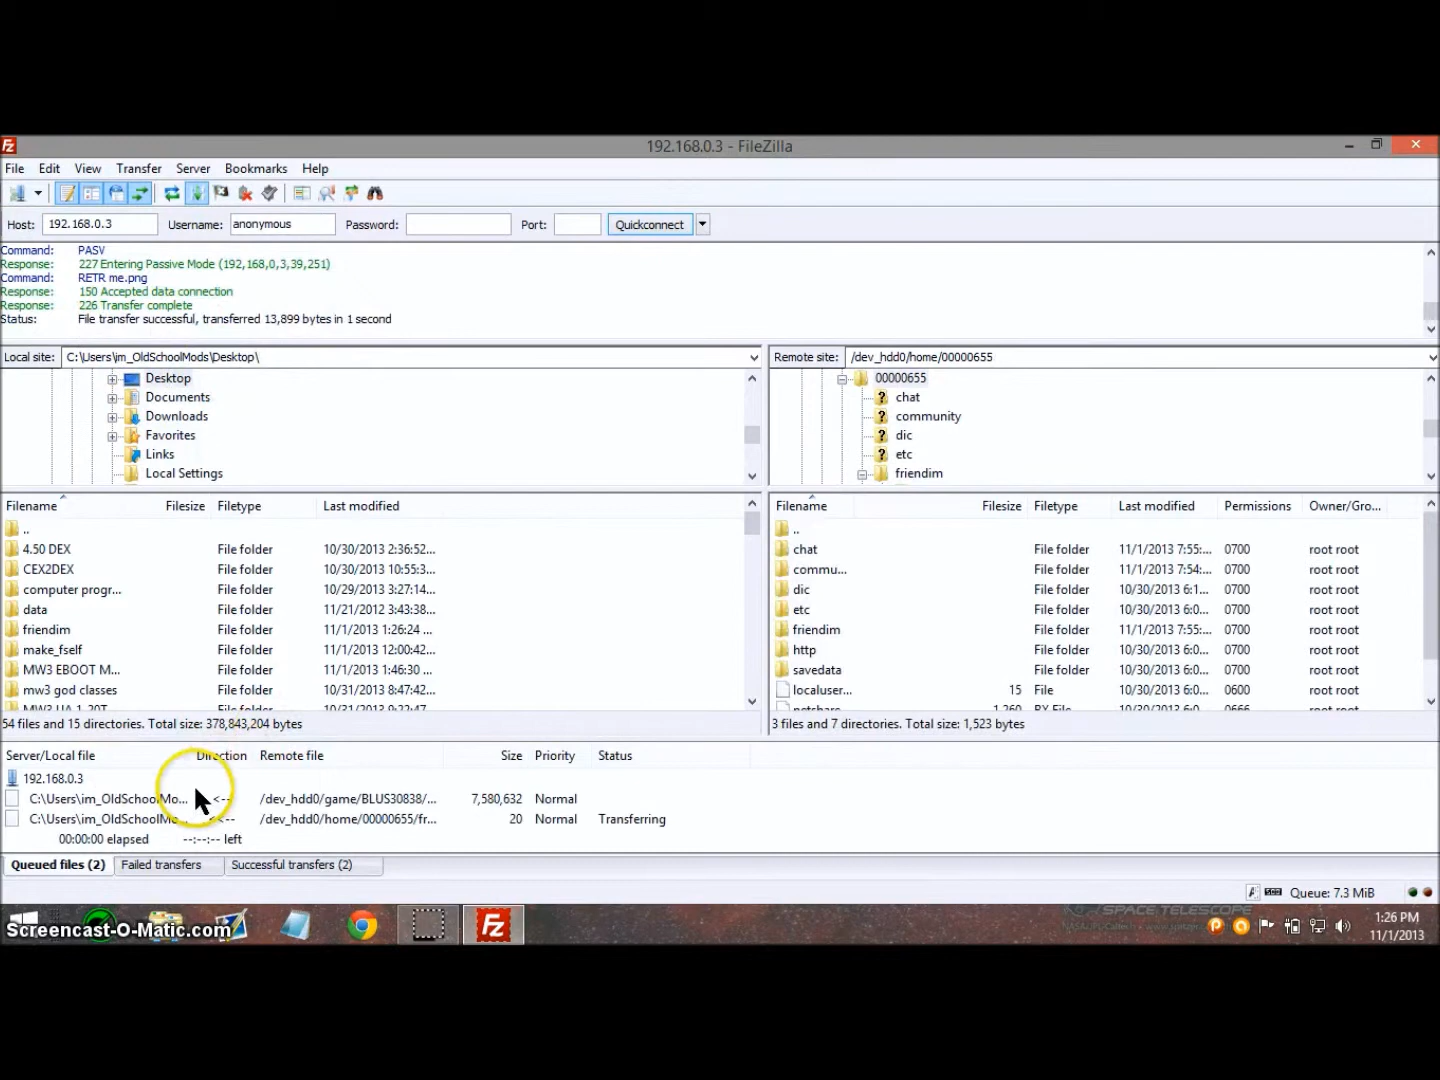 192.168.0.3 - FileZilla
File Edit View Transfer Server Bookmarks Help
Host: 192.168.0.3 Username: anonymous Password: Port: Quickconnect
Command: PASV
Response: 227 Entering Passive Mode (192,168,0,3,39,251)
Command: RETR me.png
Response: 150 Accepted data connection
Response: 226 Transfer complete
Status: File transfer successful, transferred 13,899 bytes in 1 second
Local site: C:\Users\im_OldSchoolMods\Desktop\
Desktop
Documents
Downloads
Favorites
Links
Local Settings
Remote site: /dev_hdd0/home/00000655
00000655
? chat
? community
? dic
? etc
friendim
Filename Filesize Filetype Last modified
..
4.50 DEX File folder 10/30/2013 2:36:52...
CEX2DEX File folder 10/30/2013 10:55:3...
computer progr... File folder 10/29/2013 3:27:14...
data File folder 11/21/2012 3:43:38...
friendim File folder 11/1/2013 1:26:24 ...
make_fself File folder 11/1/2013 12:00:42...
MW3 EBOOT M... File folder 11/1/2013 1:46:30 ...
mw3 god classes File folder 10/31/2013 8:47:42...
54 files and 15 directories. Total size: 378,843,204 bytes
Filename Filesize Filetype Last modified Permissions Owner/Gro...
..
chat File folder 11/1/2013 7:55:... 0700 root root
commu... File folder 11/1/2013 7:54:... 0700 root root
dic File folder 10/30/2013 6:1... 0700 root root
etc File folder 10/30/2013 6:0... 0700 root root
friendim File folder 11/1/2013 7:55:... 0700 root root
http File folder 10/30/2013 6:0... 0700 root root
savedata File folder 10/30/2013 6:0... 0700 root root
localuser... 15 File 10/30/2013 6:0... 0600 root root
3 files and 7 directories. Total size: 1,523 bytes
Server/Local file Direction Remote file Size Priority Status
192.168.0.3
C:\Users\im_OldSchoolMo... <-- /dev_hdd0/game/BLUS30838/... 7,580,632 Normal
C:\Users\im_OldSchoolMo... <-- /dev_hdd0/home/00000655/fr... 20 Normal Transferring
00:00:00 elapsed --:--:-- left
Queued files (2) Failed transfers Successful transfers (2)
Queue: 7.3 MiB
Screencast-O-Matic.com
SPACE TELESCOPE
1:26 PM
11/1/2013